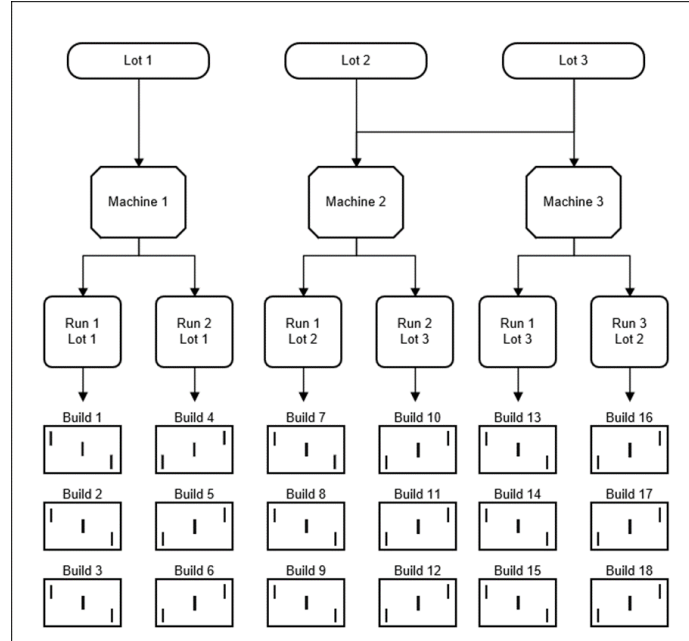 Lot 1
Lot 2
Lot 3
Machine 1
Machine 2
Machine 3
Run 1
Lot 1
Run 2
Lot 1
Run 1
Lot 2
Run 2
Lot 3
Run 1
Lot 3
Run 3
Lot 2
Build 1
Build 4
Build 7
Build 10
Build 13
Build 16
Build 2
Build 5
Build 8
Build 11
Build 14
Build 17
Build 3
Build 6
Build 9
Build 12
Build 15
Build 18